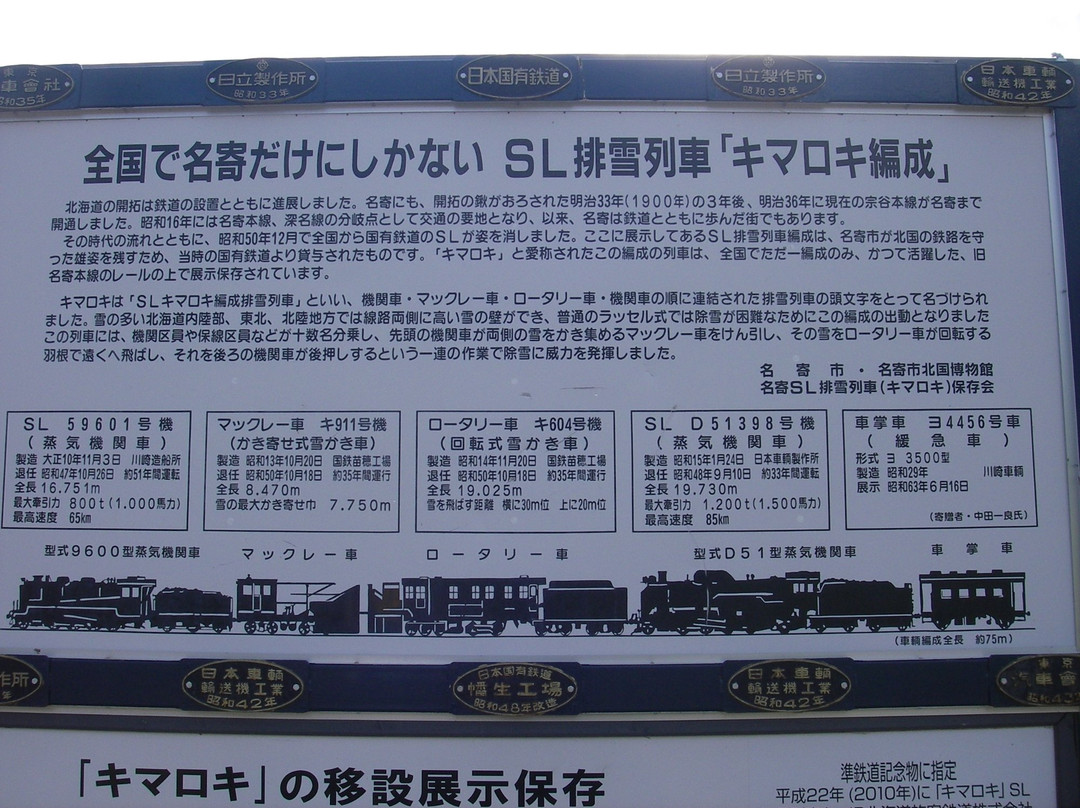 東京
車會社
昭和35年
日立製作所
昭和33年
日本国有鉄道
日立製作所
昭和33年
日本車輌
輸送機工業
昭和42年
全国で名寄だけにしかない SL排雪列車「キマロキ編成」
北海道の開拓は鉄道の設置とともに進展しました。名寄にも、開拓の鍬がおろされた明治33年(1900年)の3年後、明治36年に現在の宗谷本線が名寄まで
開通しました。昭和16年には名寄本線、深名線の分岐点として交通の要地となり、以来、名寄は鉄道とともに歩んだ街でもあります。
その時代の流れとともに、昭和50年12月で全国から国有鉄道のSLが姿を消しました。ここに展示してあるSL排雪列車編成は、名寄市が北国の鉄路を守
った雄姿を残すため、当時の国有鉄道より貸与されたものです。「キマロキ」と愛称されたこの編成の列車は、全国でただ一編成のみ、かつて活躍した、旧
名寄本線のレールの上で展示保存されています。
キマロキは「SLキマロキ編成排雪列車」といい、機関車・マックレー車・ロータリー車・機関車の順に連結された排雪列車の頭文字をとって名づけられ
ました。雪の多い北海道内陸部、東北、北陸地方では線路両側に高い雪の壁ができ、普通のラッセル式では除雪が困難なためにこの編成の出動となりました
この列車には、機関区員や保線区員などが十数名分乗し、先頭の機関車が両側の雪をかき集めるマックレー車をけん引し、その雪をロータリー車が回転する
羽根で遠くへ飛ばし、それを後ろの機関車が後押しするという一連の作業で除雪に威力を発揮しました。
名寄市・名寄市北国博物館
名寄SL排雪列車(キマロキ)保存会
SL 59601号機
(蒸気機関車)
製造 大正10年11月3日 川崎造船所
退任 昭和47年10月26日 約51年間運転
全長 16.751m
最大牽引力 800t(1.000馬力)
最高速度 65km
マックレー車 キ911号機
(かき寄せ式雪かき車)
製造 昭和13年10月20日 国鉄苗穂工場
退任 昭和50年10月18日 約35年間運行
全長 8.470m
雪の最大かき寄せ巾 7.750m
ロータリー車 キ604号機
(回転式雪かき車)
製造 昭和14年11月20日 国鉄苗穂工場
退任 昭和50年10月18日 約35年間運行
全長 19.025m
雪を飛ばす距離 横に30m位 上に20m位
SL D51398号機
(蒸気機関車)
製造 昭和15年1月24日 日本車輌製作所
退任 昭和48年9月10日 約33年間運転
全長 19.730m
最大牽引力 1.200t(1.500馬力)
最高速度 85km
車掌車 ヨ4456号車
(緩急車)
形式 ヨ 3500型
製造 昭和29年 川崎車輌
展示 昭和63年6月16日
(寄贈者・中田一良氏)
型式9600型蒸気機関車
マックレー車
ロータリー車
型式D51型蒸気機関車
車掌車
(車輌編成全長 約75m)
作所
年
日本車輌
輸送機工業
昭和42年
日本国有鉄道
幡生工場
昭和48年改造
日本車輌
輸送機工業
昭和42年
東京
汽車會
「キマロキ」の移設展示保存
準鉄道記念物に指定
平成22年(2010年)に「キマロキ」SL